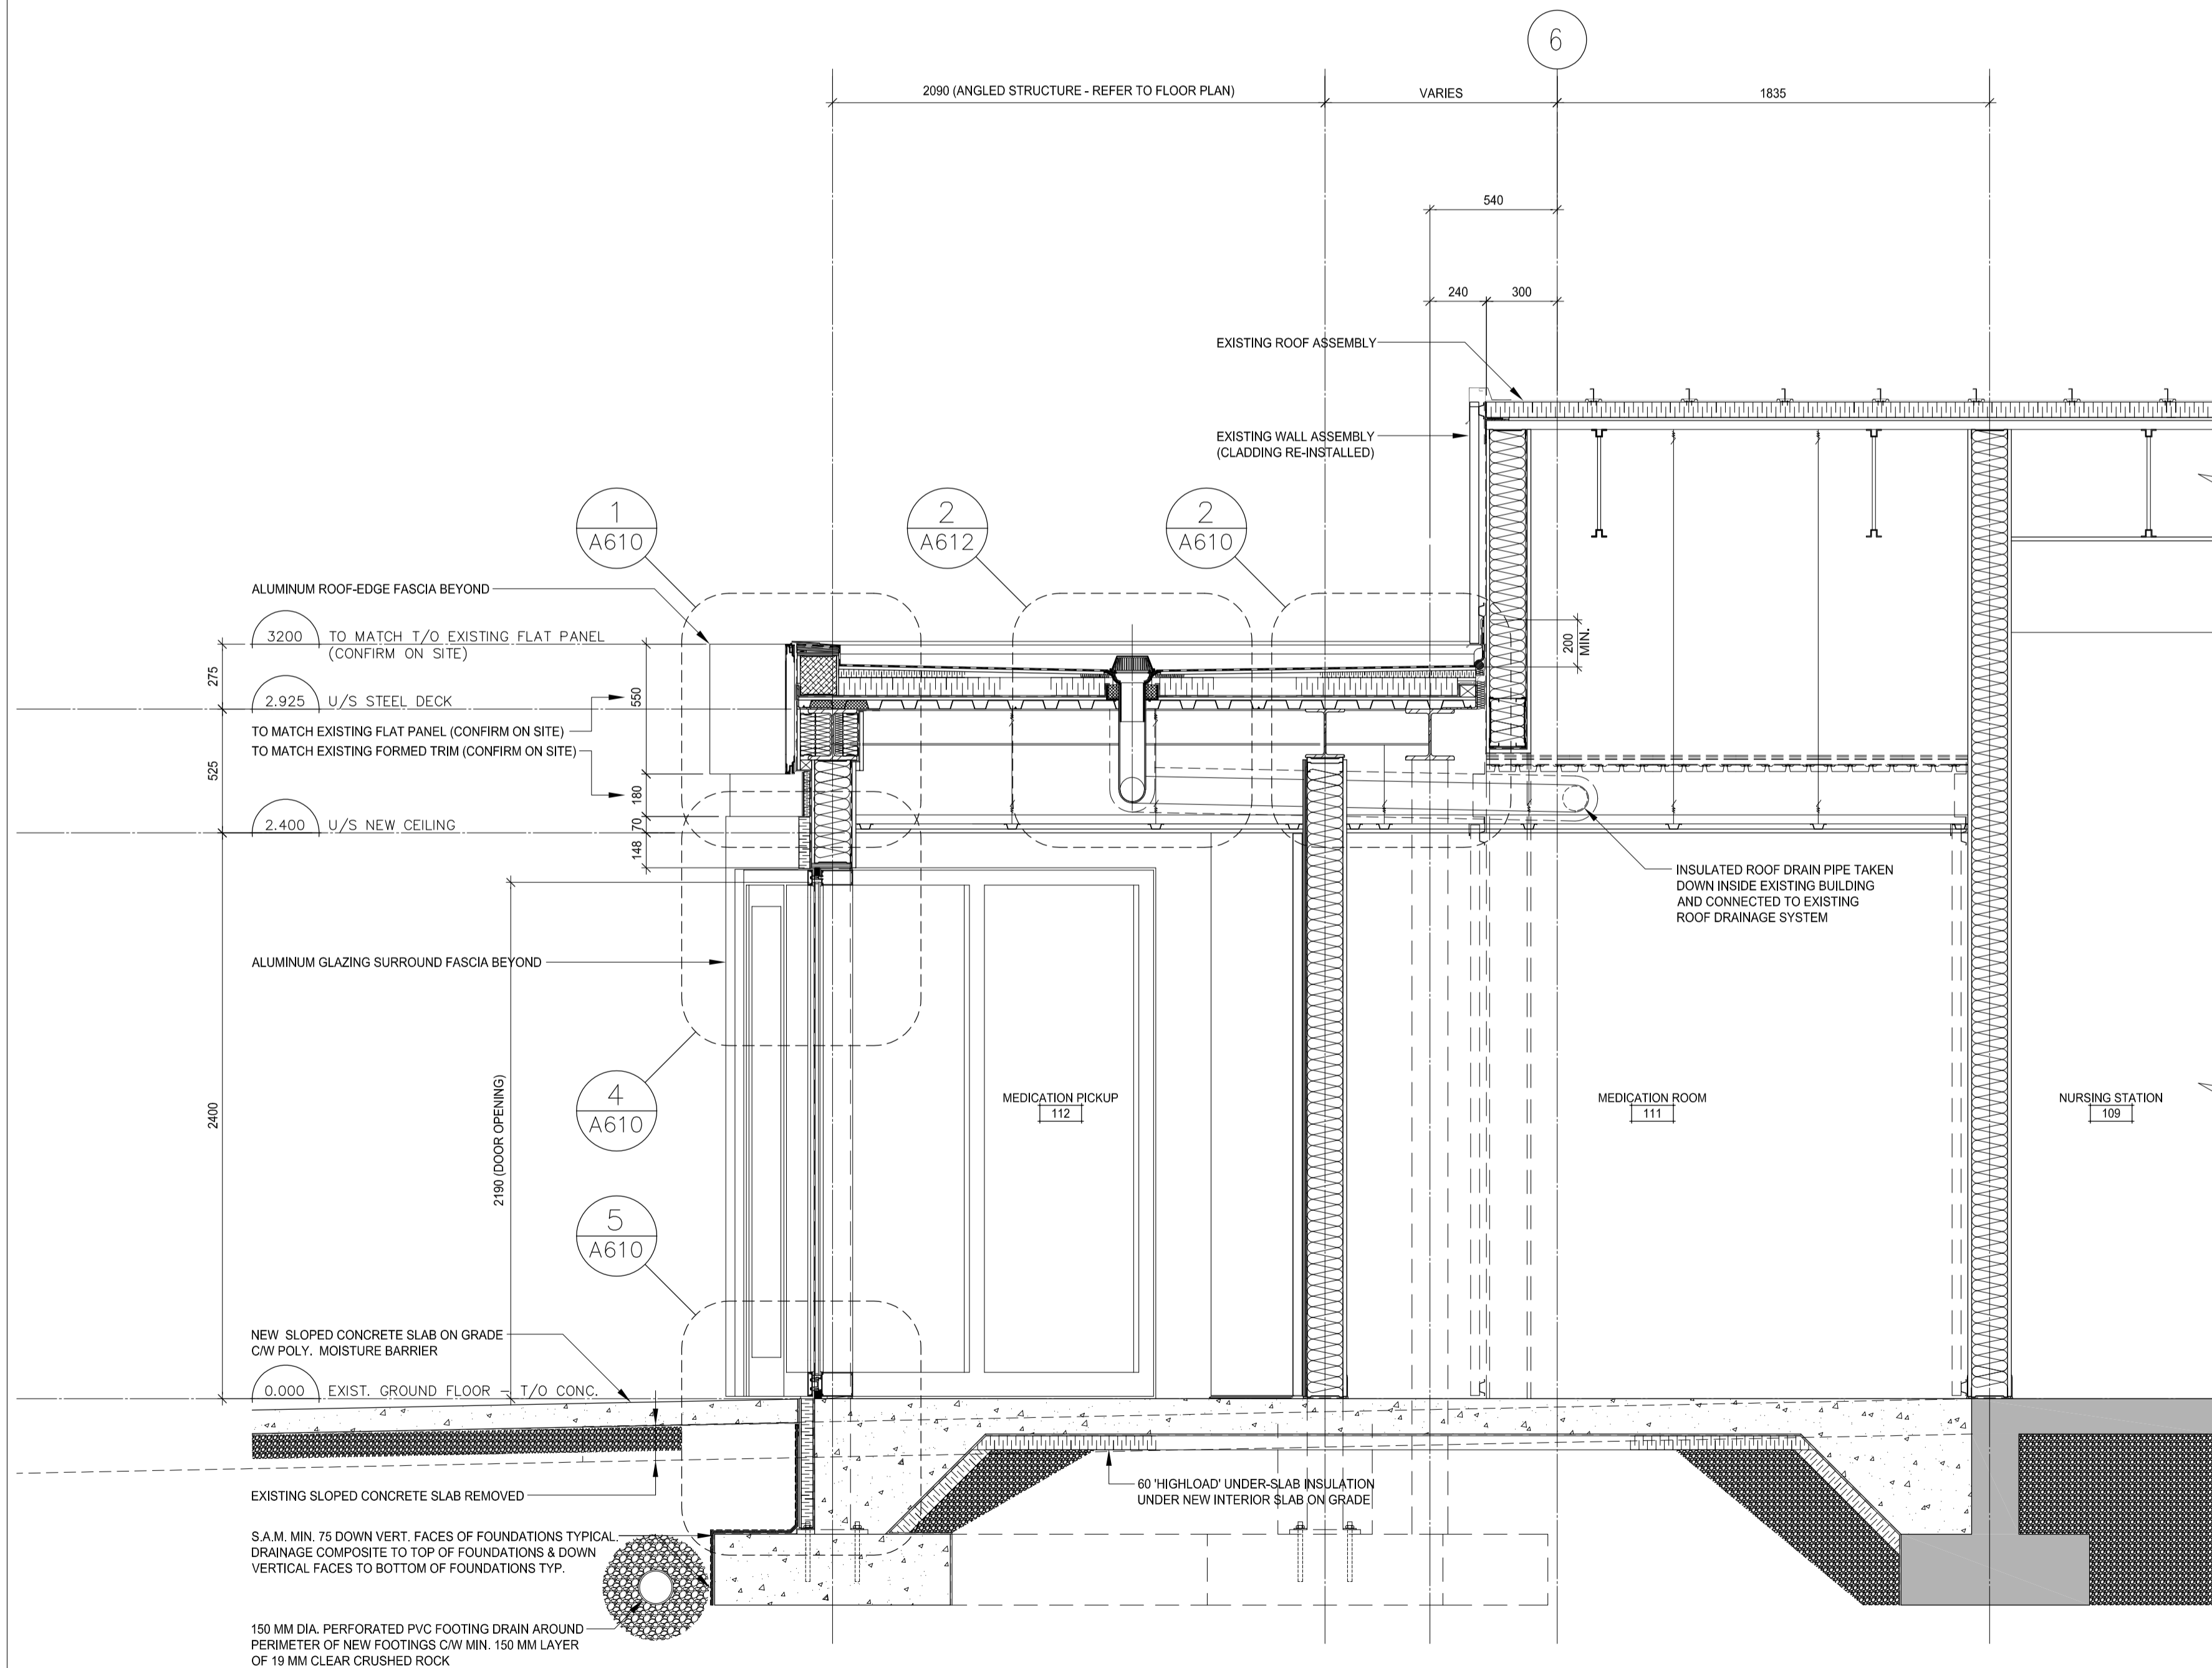 6
2090 (ANGLED STRUCTURE - REFER TO FLOOR PLAN)
VARIES
1835
540
240
300
EXISTING ROOF ASSEMBLY
EXISTING WALL ASSEMBLY
(CLADDING RE-INSTALLED)
1
A610
2
A612
2
A610
ALUMINUM ROOF-EDGE FASCIA BEYOND
3200
TO MATCH T/O EXISTING FLAT PANEL
(CONFIRM ON SITE)
200
MIN.
275
550
2.925
U/S STEEL DECK
TO MATCH EXISTING FLAT PANEL (CONFIRM ON SITE)
TO MATCH EXISTING FORMED TRIM (CONFIRM ON SITE)
525
180
2.400
U/S NEW CEILING
70
148
INSULATED ROOF DRAIN PIPE TAKEN
DOWN INSIDE EXISTING BUILDING
AND CONNECTED TO EXISTING
ROOF DRAINAGE SYSTEM
ALUMINUM GLAZING SURROUND FASCIA BEYOND
2400
2190 (DOOR OPENING)
4
A610
MEDICATION PICKUP
112
MEDICATION ROOM
111
NURSING STATION
109
5
A610
NEW SLOPED CONCRETE SLAB ON GRADE
C/W POLY. MOISTURE BARRIER
0.000
EXIST. GROUND FLOOR - T/O CONC.
EXISTING SLOPED CONCRETE SLAB REMOVED
60 'HIGHLOAD' UNDER-SLAB INSULATION
UNDER NEW INTERIOR SLAB ON GRADE
S.A.M. MIN. 75 DOWN VERT. FACES OF FOUNDATIONS TYPICAL.
DRAINAGE COMPOSITE TO TOP OF FOUNDATIONS & DOWN
VERTICAL FACES TO BOTTOM OF FOUNDATIONS TYP.
150 MM DIA. PERFORATED PVC FOOTING DRAIN AROUND
PERIMETER OF NEW FOOTINGS C/W MIN. 150 MM LAYER
OF 19 MM CLEAR CRUSHED ROCK